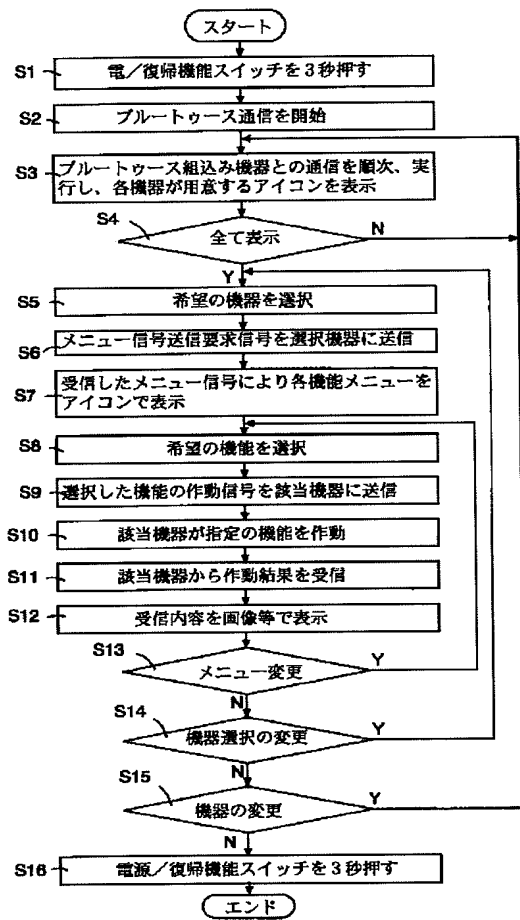 スタート
S1 電／復帰機能スイッチを３秒押す
S2 ブルートゥース通信を開始
S3 ブルートゥース組込み機器との通信を順次、実
行し、各機器が用意するアイコンを表示
S4 全て表示 N
Y
S5 希望の機器を選択
S6 メニュー信号送信要求信号を選択機器に送信
S7 受信したメニュー信号により各機能メニューを
アイコンで表示
S8 希望の機能を選択
S9 選択した機能の作動信号を該当機器に送信
S10 該当機器が指定の機能を作動
S11 該当機器から作動結果を受信
S12 受信内容を画像等で表示
S13 メニュー変更 Y
N
S14 機器選択の変更 Y
N
S15 機器の変更 Y
N
S16 電源／復帰機能スイッチを３秒押す
エンド